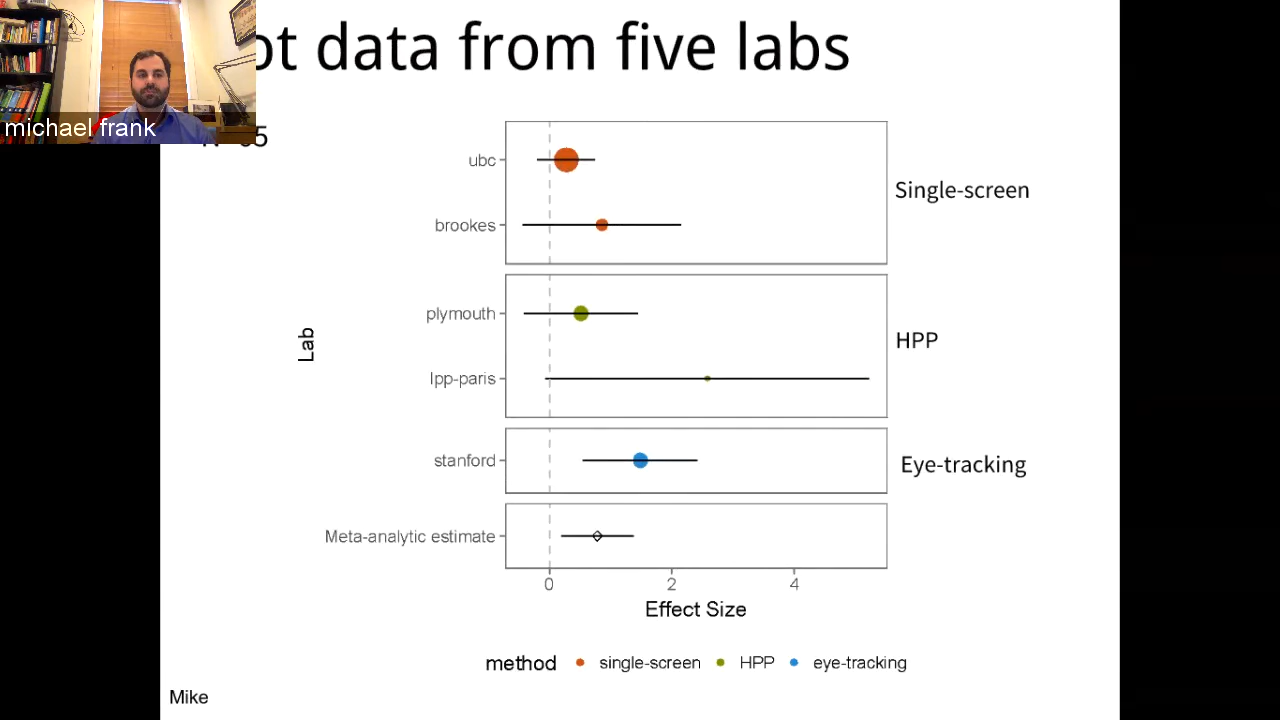 ot data from five labs
michael frank
ubc
brookes
plymouth
lpp-paris
stanford
Meta-analytic estimate
Lab
Single-screen
HPP
Eye-tracking
0 2 4
Effect Size
method single-screen HPP eye-tracking
Mike